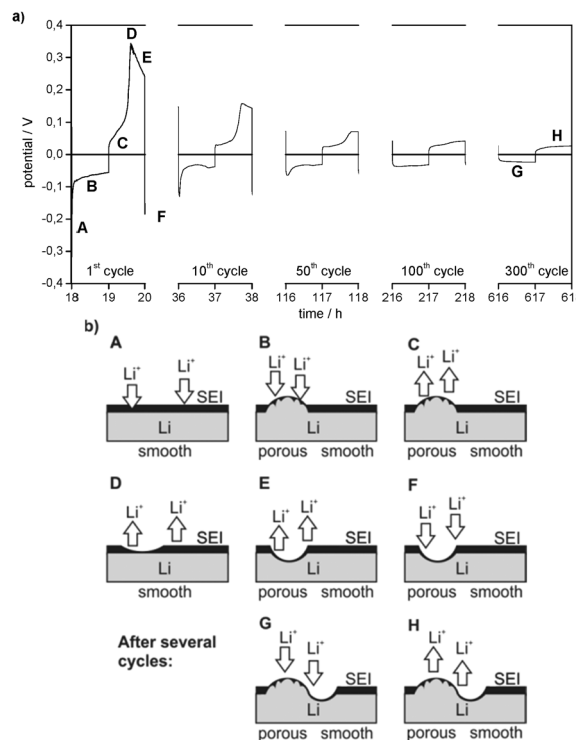 a)
0,4
0,3
0,2
0,1
0,0
-0,1
-0,2
-0,3
-0,4
potential / V
A
B
C
D
E
F
G
H
1st cycle
10th cycle
50th cycle
100th cycle
300th cycle
18 19 20 36 37 38 116 117 118 216 217 218 616 617 61
time / h
b)
A B C
Li+ Li+ Li+ Li+ Li+ Li+
SEI SEI SEI
Li Li Li
smooth porous smooth porous smooth
D E F
Li+ Li+ Li+ Li+ Li+ Li+
SEI SEI SEI
Li Li Li
smooth porous smooth porous smooth
After several
cycles:
G H
Li+ Li+ Li+ Li+
SEI SEI
Li Li
porous smooth porous smooth